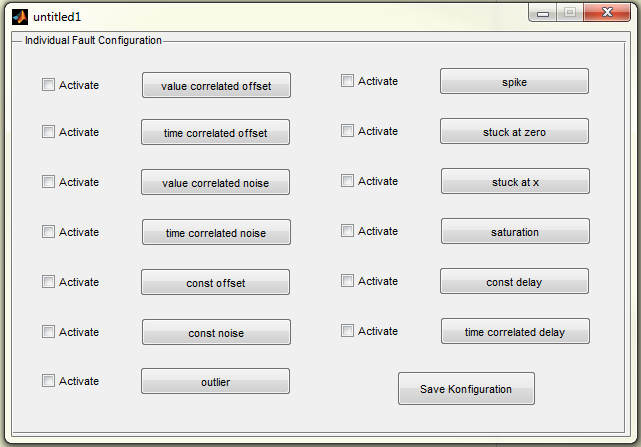 untitled1
Individual Fault Configuration
Activate value correlated offset
Activate spike
Activate time correlated offset
Activate stuck at zero
Activate value correlated noise
Activate stuck at x
Activate time correlated noise
Activate saturation
Activate const offset
Activate const delay
Activate const noise
Activate time correlated delay
Activate outlier
Save Konfiguration